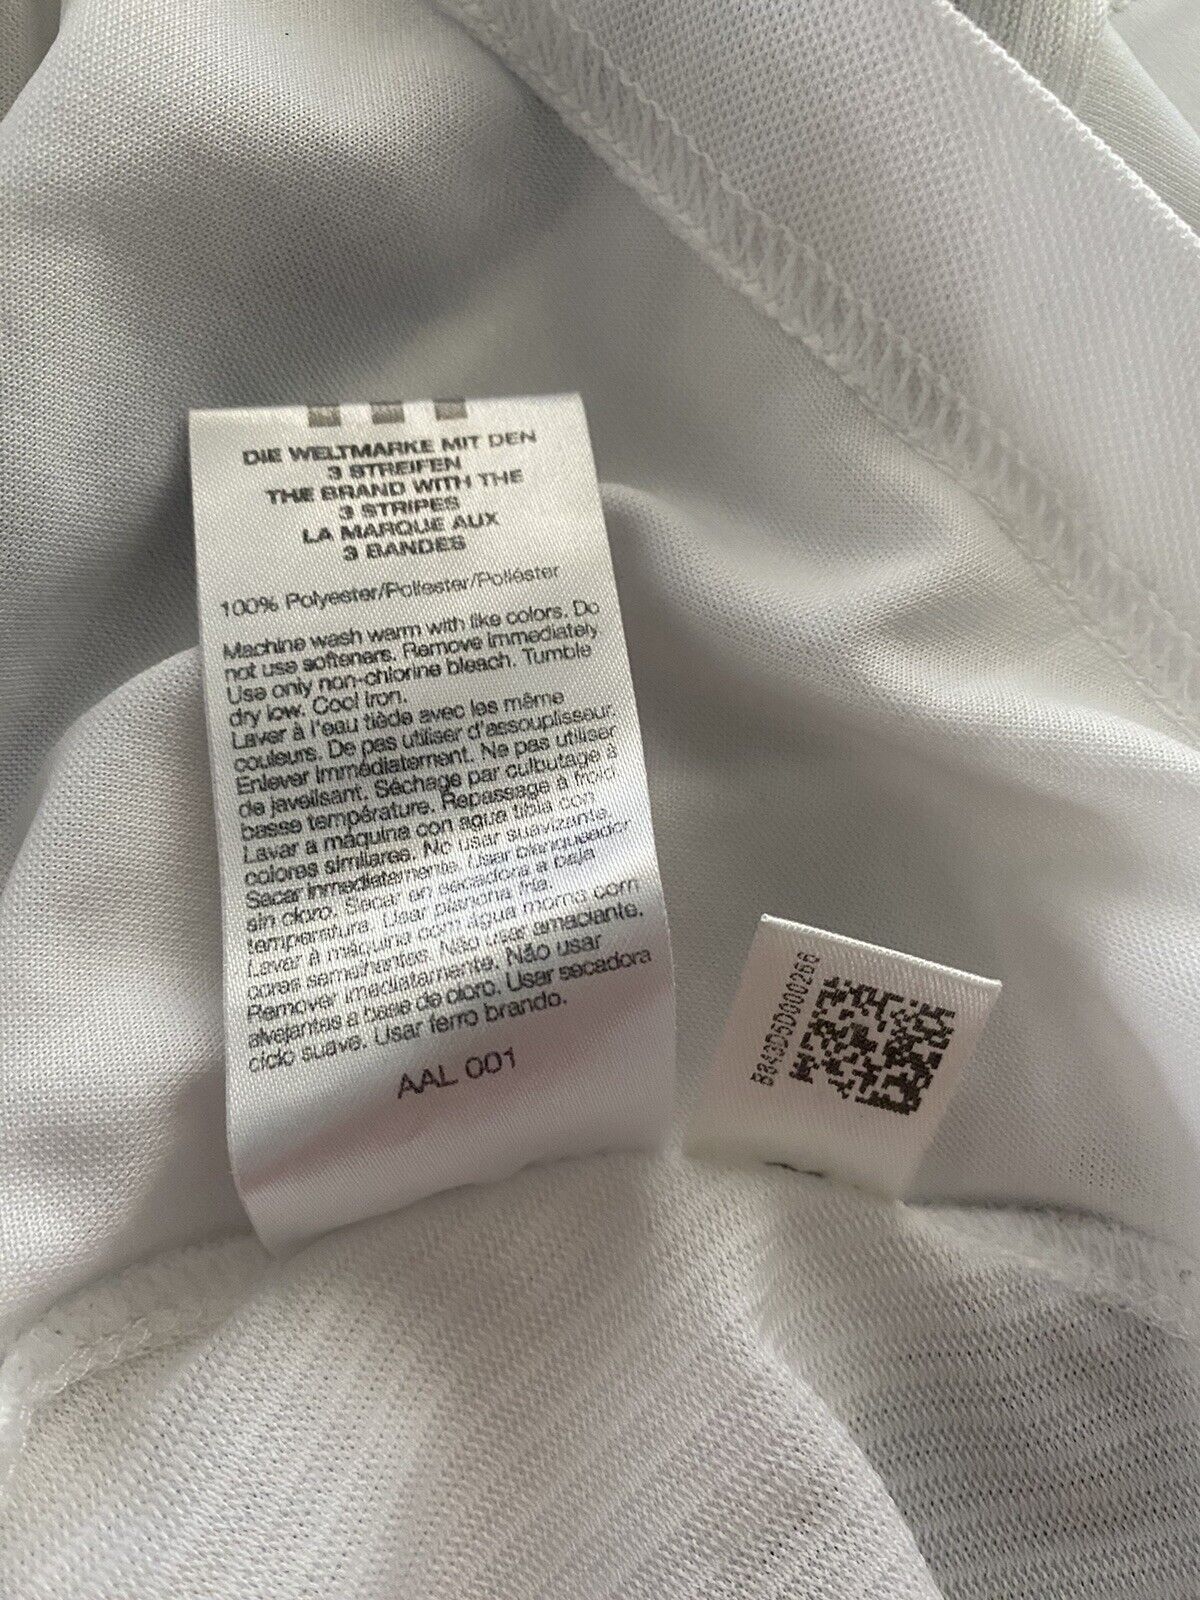 DIE WELTMARKE MIT DEN
3 STREIFEN
THE BRAND WITH THE
3 STRIPES
LA MARQUE AUX
3 BANDES
100% Polyester/Poliester/Poliéster
Machine wash warm with like colors. Do
not use softeners. Remove immediately.
Use only non-chlorine bleach. Tumble
dry low. Cool Iron.
Laver à l'eau tiède avec les même
couleurs. De pas utiliser d'assouplisseur.
Enlever immédiatement. Ne pas utiliser
de javellisant. Séchage par culbutage à
basse température. Repassage à froid
Lavar a máquina con agua tibia con
colores similares. No usar suavizante.
Secar inmediatamente. Usar blanqueador
sin cloro. Secar en secadora a baja
temperatura. Usar plancha fria.
Lavar à máquina con água morna com
cores semelhantes. Não usar amaciante.
Remover imediatamente. Não usar
alvejantes a base de cloro. Usar secadora
ciclo suave. Usar ferro brando.
AAL 001
B843D5D000266